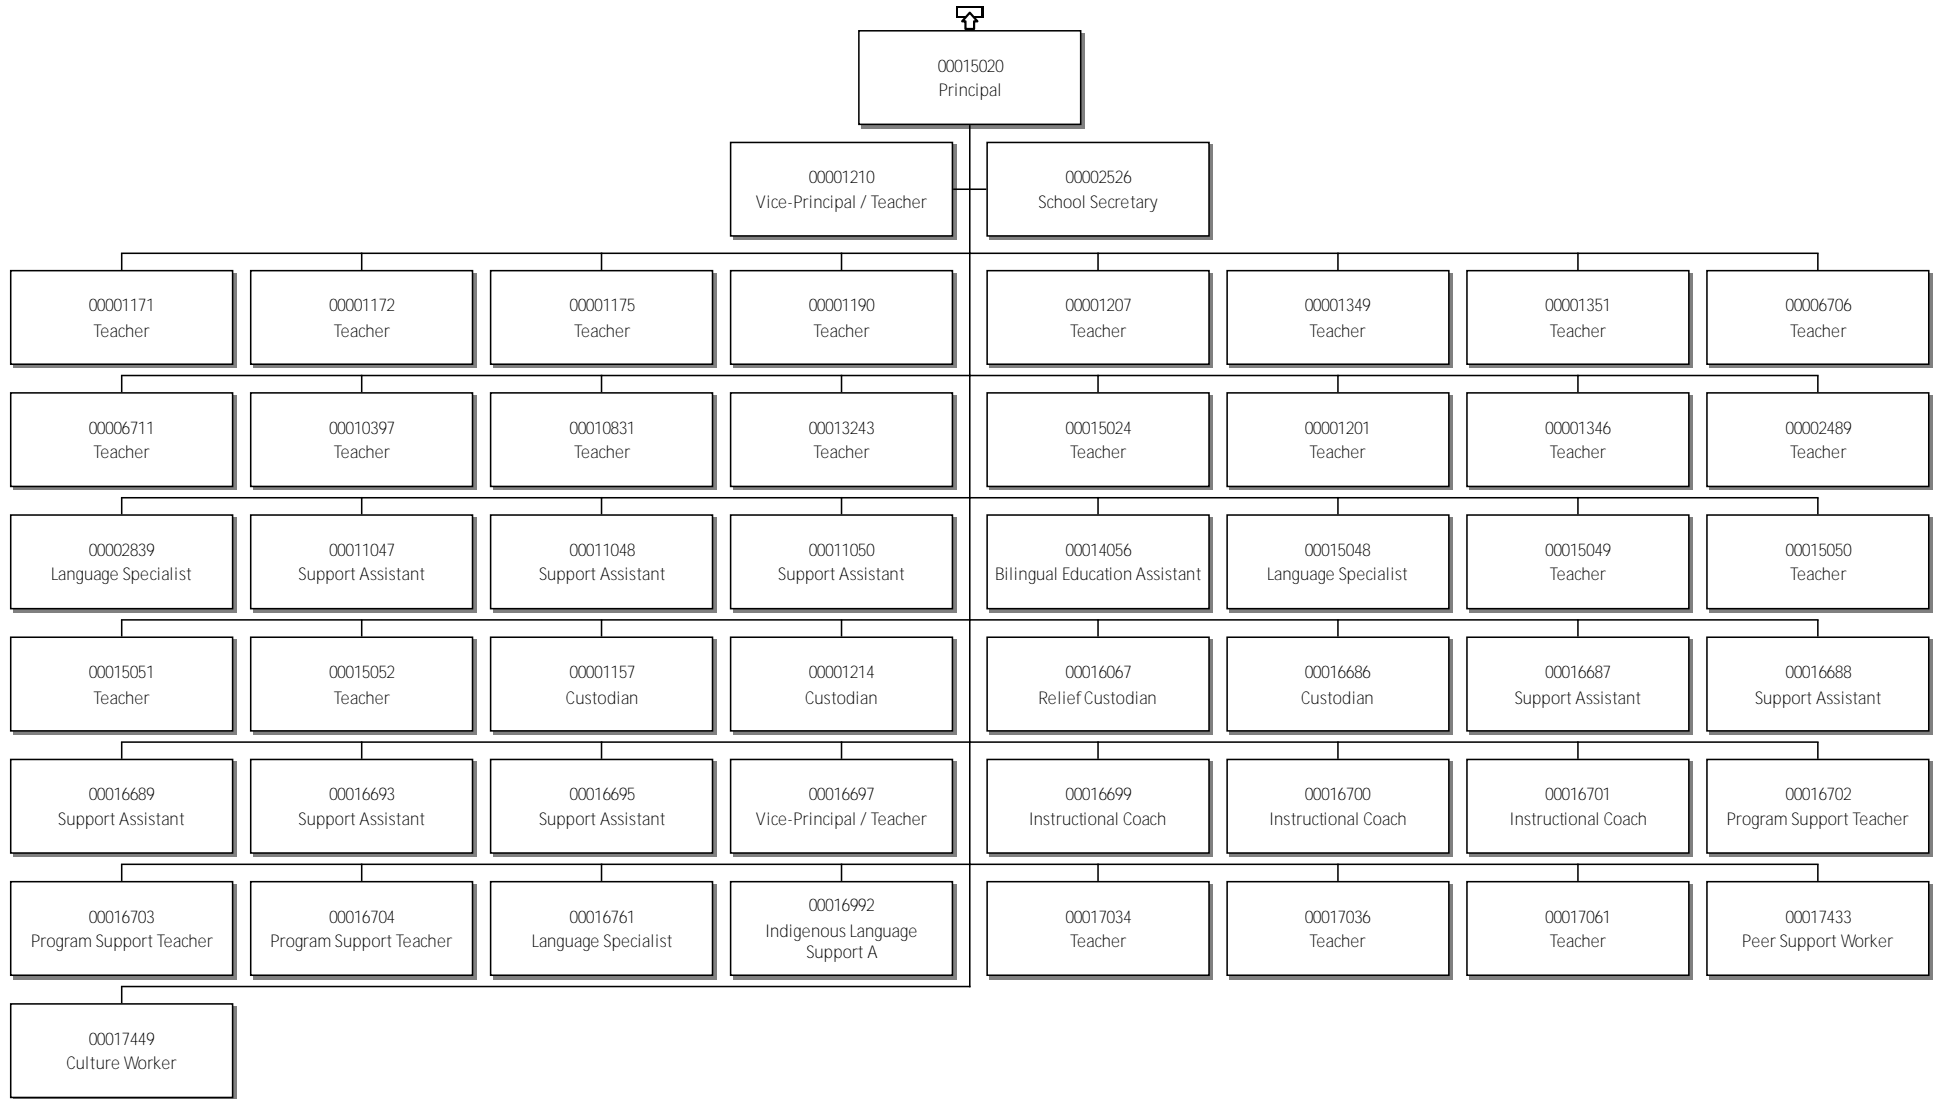 00015020
Principal
00001210
Vice-Principal / Teacher
00002526
School Secretary
00001171
Teacher
00001172
Teacher
00001175
Teacher
00001190
Teacher
00001207
Teacher
00001349
Teacher
00001351
Teacher
00006706
Teacher
00006711
Teacher
00010397
Teacher
00010831
Teacher
00013243
Teacher
00015024
Teacher
00001201
Teacher
00001346
Teacher
00002489
Teacher
00002839
Language Specialist
00011047
Support Assistant
00011048
Support Assistant
00011050
Support Assistant
00014056
Bilingual Education Assistant
00015048
Language Specialist
00015049
Teacher
00015050
Teacher
00015051
Teacher
00015052
Teacher
00001157
Custodian
00001214
Custodian
00016067
Relief Custodian
00016686
Custodian
00016687
Support Assistant
00016688
Support Assistant
00016689
Support Assistant
00016693
Support Assistant
00016695
Support Assistant
00016697
Vice-Principal / Teacher
00016699
Instructional Coach
00016700
Instructional Coach
00016701
Instructional Coach
00016702
Program Support Teacher
00016703
Program Support Teacher
00016704
Program Support Teacher
00016761
Language Specialist
00016992
Indigenous Language
Support A
00017034
Teacher
00017036
Teacher
00017061
Teacher
00017433
Peer Support Worker
00017449
Culture Worker